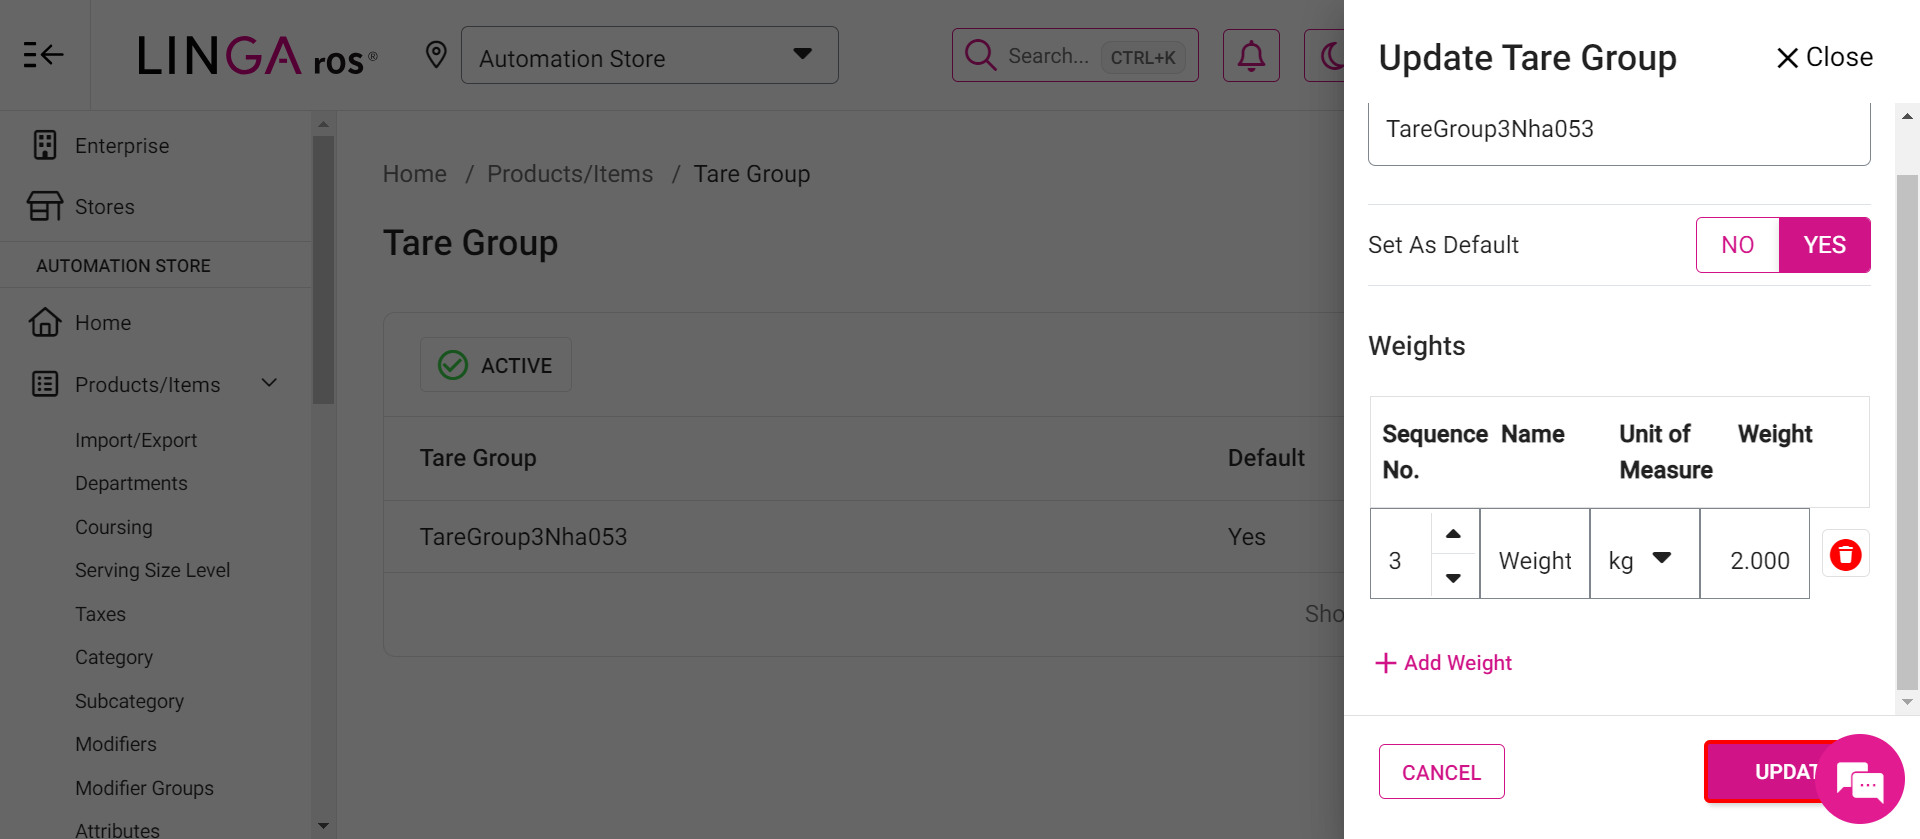 LINGA ros®
Automation Store
Search... CTRL+K
Enterprise
Stores
AUTOMATION STORE
Home
Products/Items
Import/Export
Departments
Coursing
Serving Size Level
Taxes
Category
Subcategory
Modifiers
Modifier Groups
Attributes
Home / Products/Items / Tare Group
Tare Group
ACTIVE
Tare Group Default
TareGroup3Nha053 Yes
Sho
Update Tare Group
Close
TareGroup3Nha053
Set As Default NO YES
Weights
Sequence Name Unit of Weight
No. Measure
3 Weight kg 2.000
Add Weight
CANCEL UPDAT